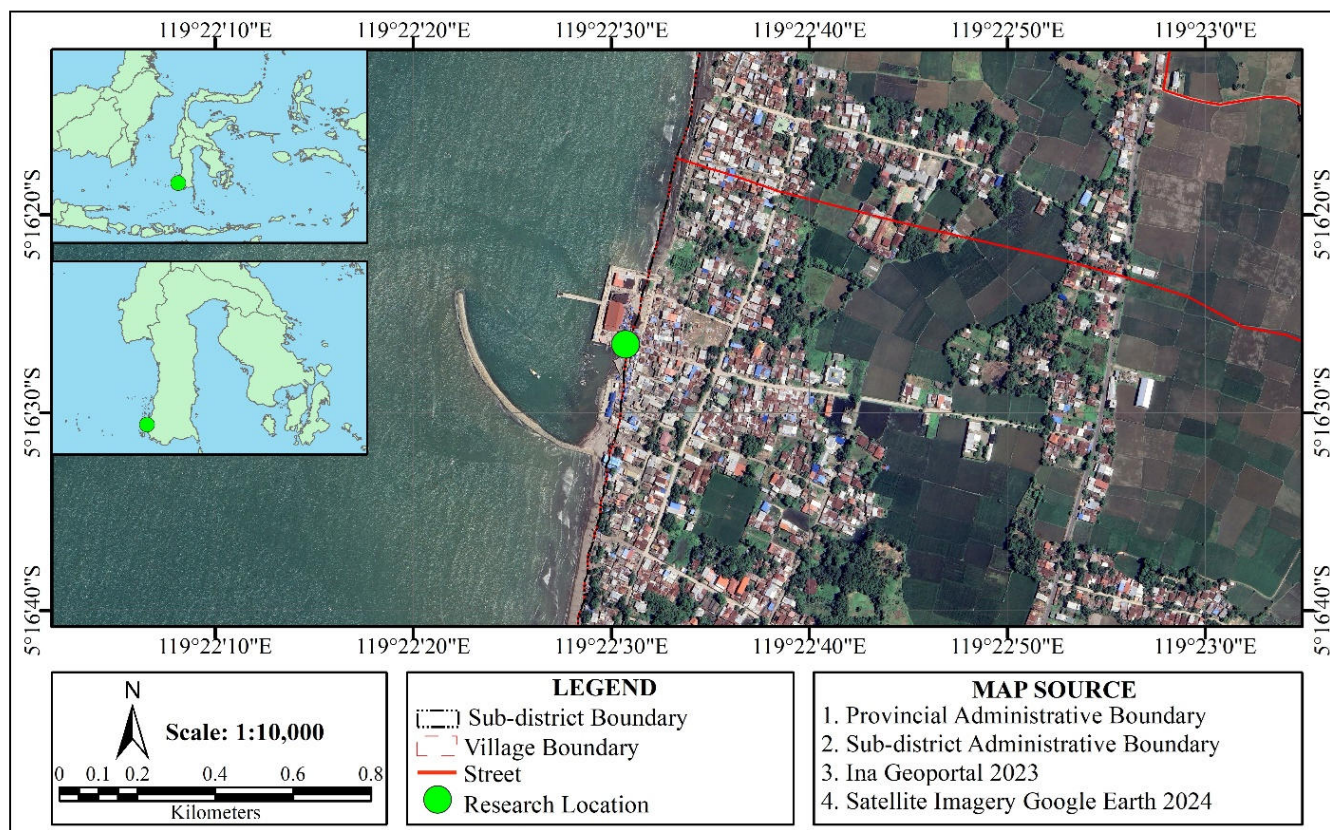 119°22'10"E 119°22'20"E 119°22'30"E 119°22'40"E 119°22'50"E 119°23'0"E
5°16'20"S 5°16'20"S
5°16'30"S 5°16'30"S
5°16'40"S 5°16'40"S
119°22'10"E 119°22'20"E 119°22'30"E 119°22'40"E 119°22'50"E 119°23'0"E
N
Scale: 1:10,000
0 0.1 0.2 0.4 0.6 0.8
Kilometers
LEGEND
Sub-district Boundary
Village Boundary
Street
Research Location
MAP SOURCE
1. Provincial Administrative Boundary
2. Sub-district Administrative Boundary
3. Ina Geoportal 2023
4. Satellite Imagery Google Earth 2024